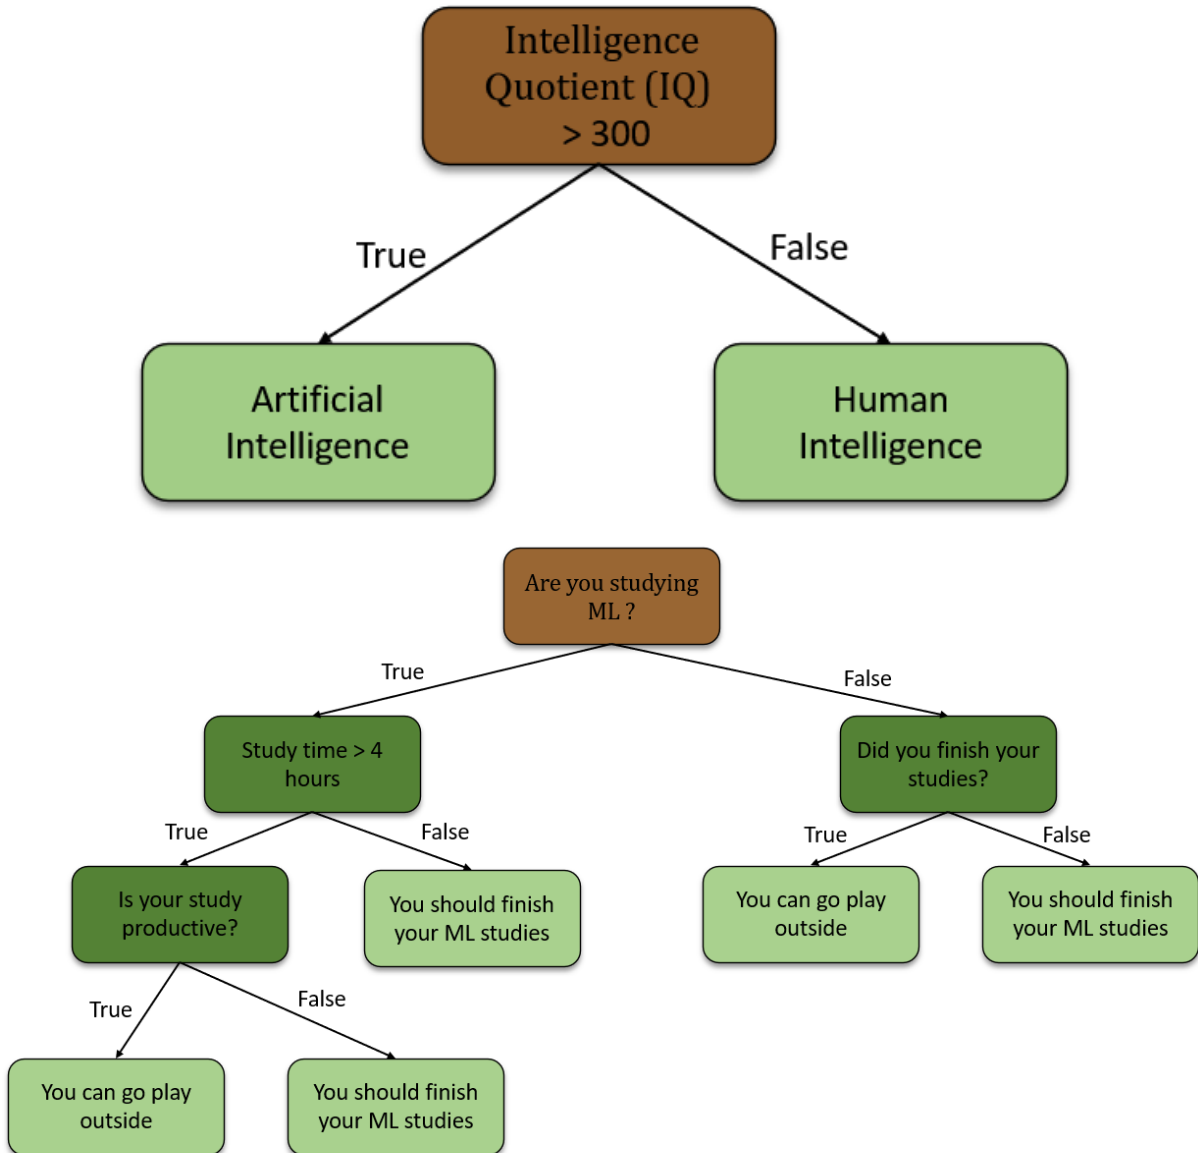 Intelligence
Quotient (IQ)
> 300
True
False
Artificial
Intelligence
Human
Intelligence
Are you studying
ML ?
True
False
Study time > 4
hours
Did you finish your
studies?
True
False
True
False
Is your study
productive?
You should finish
your ML studies
You can go play
outside
You should finish
your ML studies
True
False
You can go play
outside
You should finish
your ML studies